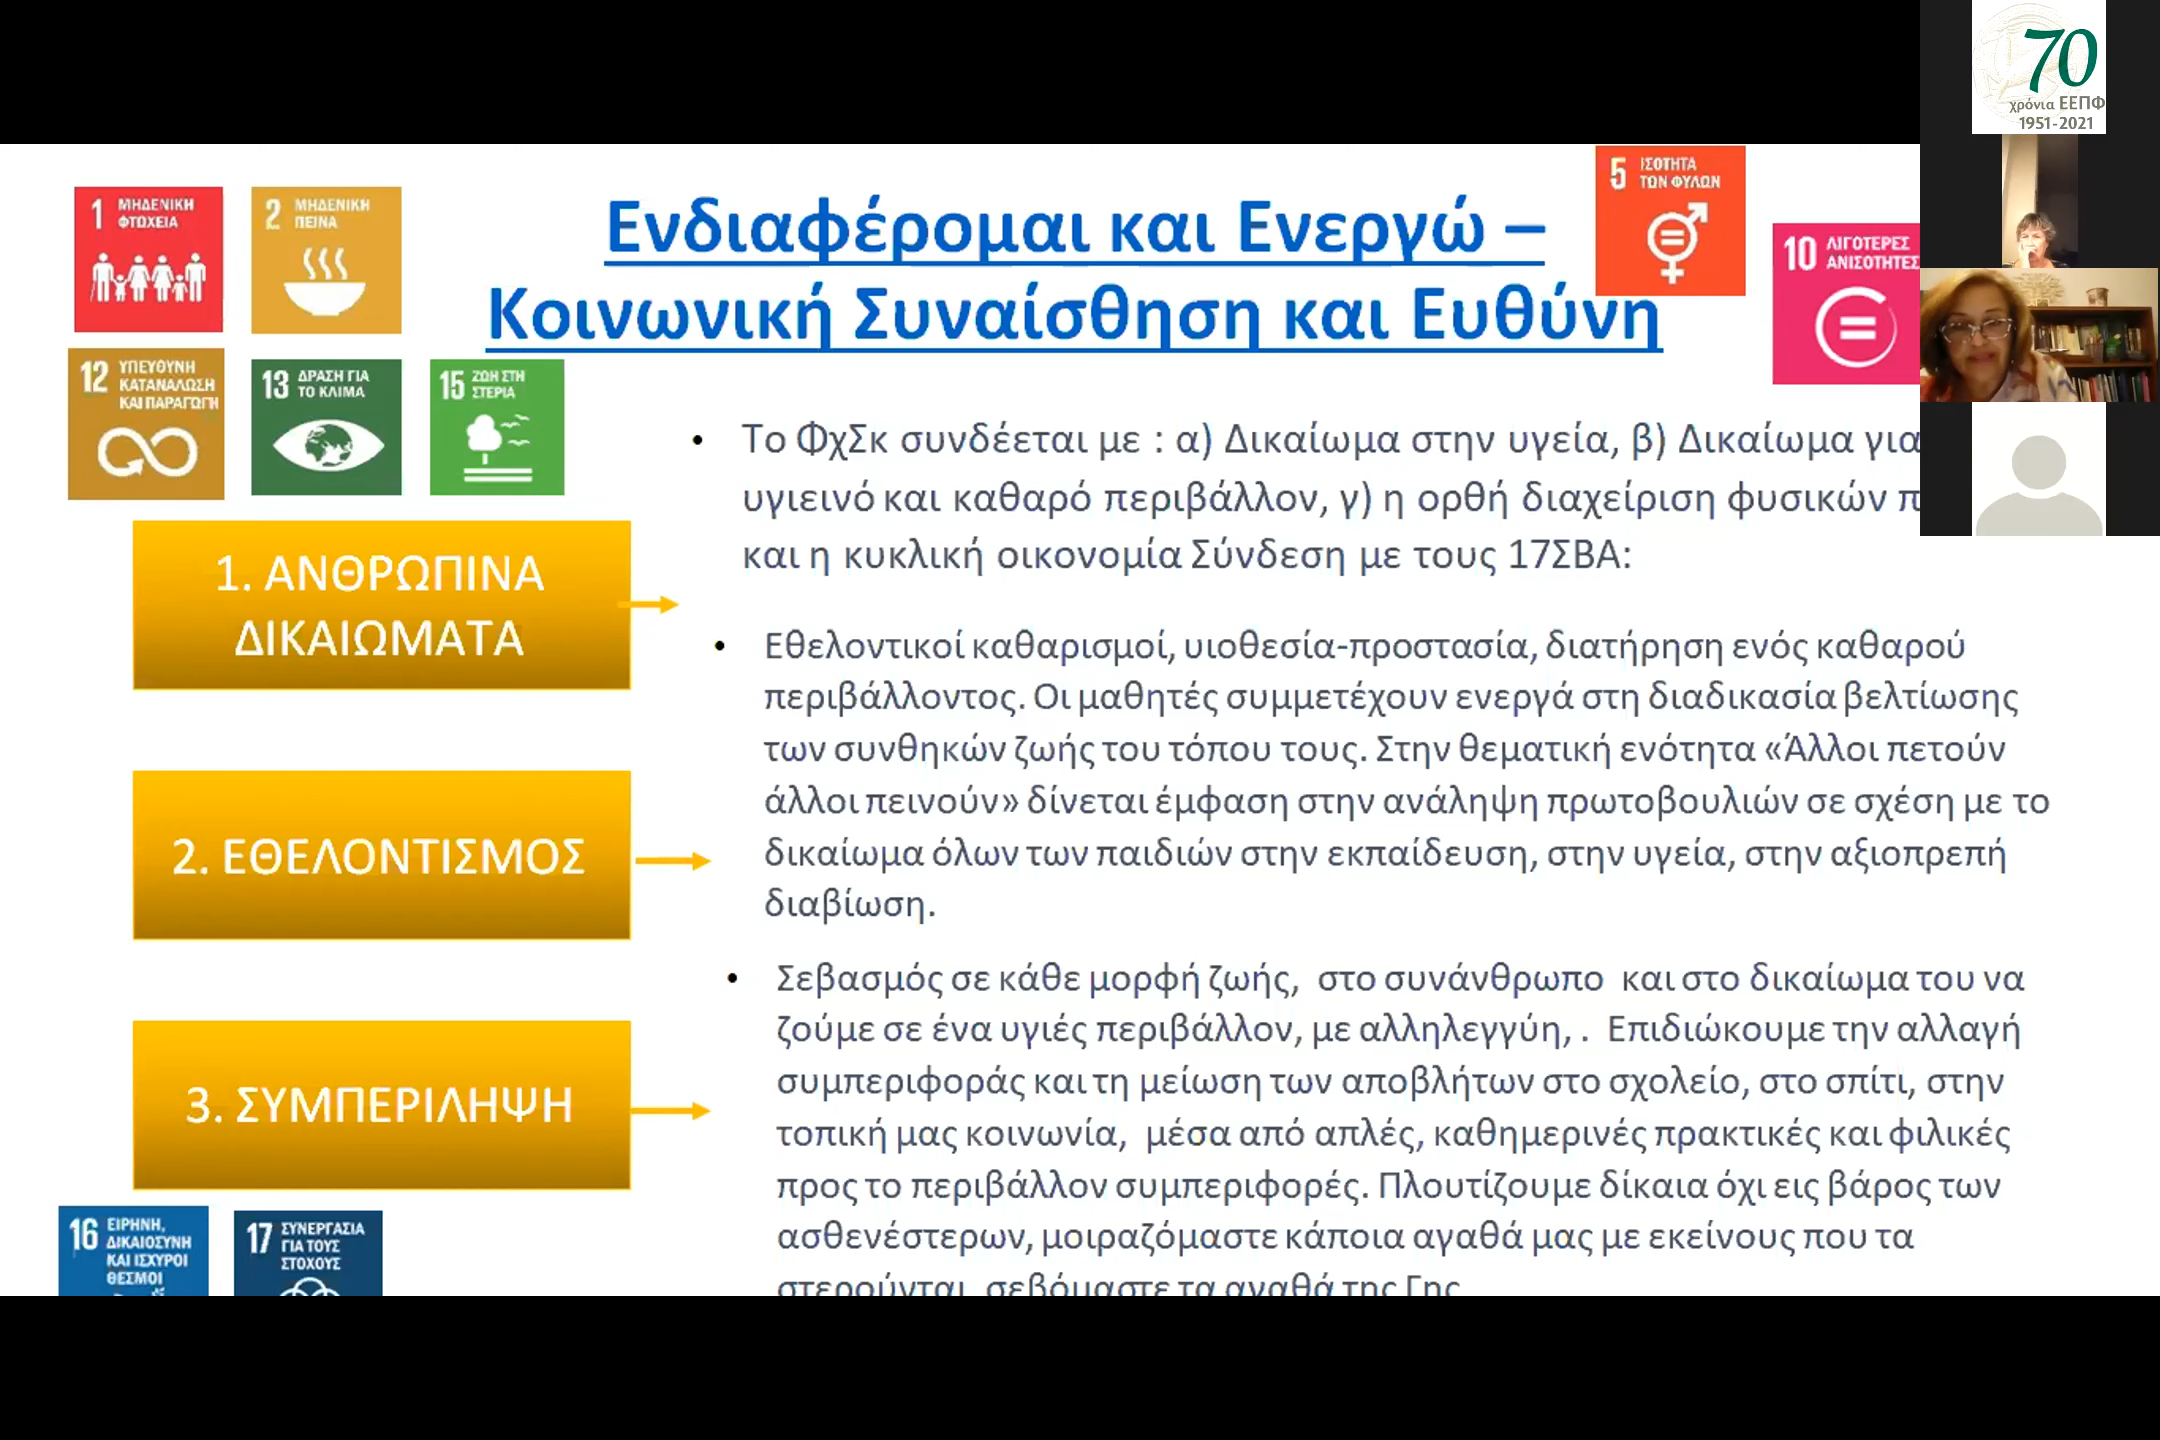 70
χρόνια ΕΕΠΦ
1951-2021
1 ΜΗΔΕΝΙΚΗ
ΦΤΩΧΕΙΑ
2 ΜΗΔΕΝΙΚΗ
ΠΕΙΝΑ
5 ΙΣΟΤΗΤΑ
ΤΩΝ ΦΥΛΩΝ
10 ΛΙΓΟΤΕΡΕΣ
ΑΝΙΣΟΤΗΤΕΣ
12 ΥΠΕΥΘΥΝΗ
ΚΑΤΑΝΑΛΩΣΗ
ΚΑΙ ΠΑΡΑΓΩΓΗ
13 ΔΡΑΣΗ ΓΙΑ
ΤΟ ΚΛΙΜΑ
15 ΖΩΗ ΣΤΗ
ΣΤΕΡΙΑ
Ενδιαφέρομαι και Ενεργώ –
Κοινωνική Συναίσθηση και Ευθύνη
1. ΑΝΘΡΩΠΙΝΑ
ΔΙΚΑΙΩΜΑΤΑ
• Το ΦχΣκ συνδέεται με : α) Δικαίωμα στην υγεία, β) Δικαίωμα για
υγιεινό και καθαρό περιβάλλον, γ) η ορθή διαχείριση φυσικών π
και η κυκλική οικονομία Σύνδεση με τους 17ΣΒΑ:
2. ΕΘΕΛΟΝΤΙΣΜΟΣ
• Εθελοντικοί καθαρισμοί, υιοθεσία-προστασία, διατήρηση ενός καθαρού
περιβάλλοντος. Οι μαθητές συμμετέχουν ενεργά στη διαδικασία βελτίωσης
των συνθηκών ζωής του τόπου τους. Στην θεματική ενότητα «Άλλοι πετούν
άλλοι πεινούν» δίνεται έμφαση στην ανάληψη πρωτοβουλιών σε σχέση με το
δικαίωμα όλων των παιδιών στην εκπαίδευση, στην υγεία, στην αξιοπρεπή
διαβίωση.
3. ΣΥΜΠΕΡΙΛΗΨΗ
• Σεβασμός σε κάθε μορφή ζωής, στο συνάνθρωπο και στο δικαίωμα του να
ζούμε σε ένα υγιές περιβάλλον, με αλληλεγγύη, . Επιδιώκουμε την αλλαγή
συμπεριφοράς και τη μείωση των αποβλήτων στο σχολείο, στο σπίτι, στην
τοπική μας κοινωνία, μέσα από απλές, καθημερινές πρακτικές και φιλικές
προς το περιβάλλον συμπεριφορές. Πλουτίζουμε δίκαια όχι εις βάρος των
ασθενέστερων, μοιραζόμαστε κάποια αγαθά μας με εκείνους που τα
στερούνται, σεβόμαστε τα αγαθά της Γης
16 ΕΙΡΗΝΗ,
ΔΙΚΑΙΟΣΥΝΗ
ΚΑΙ ΙΣΧΥΡΟΙ
ΘΕΣΜΟΙ
17 ΣΥΝΕΡΓΑΣΙΑ
ΓΙΑ ΤΟΥΣ
ΣΤΟΧΟΥΣ